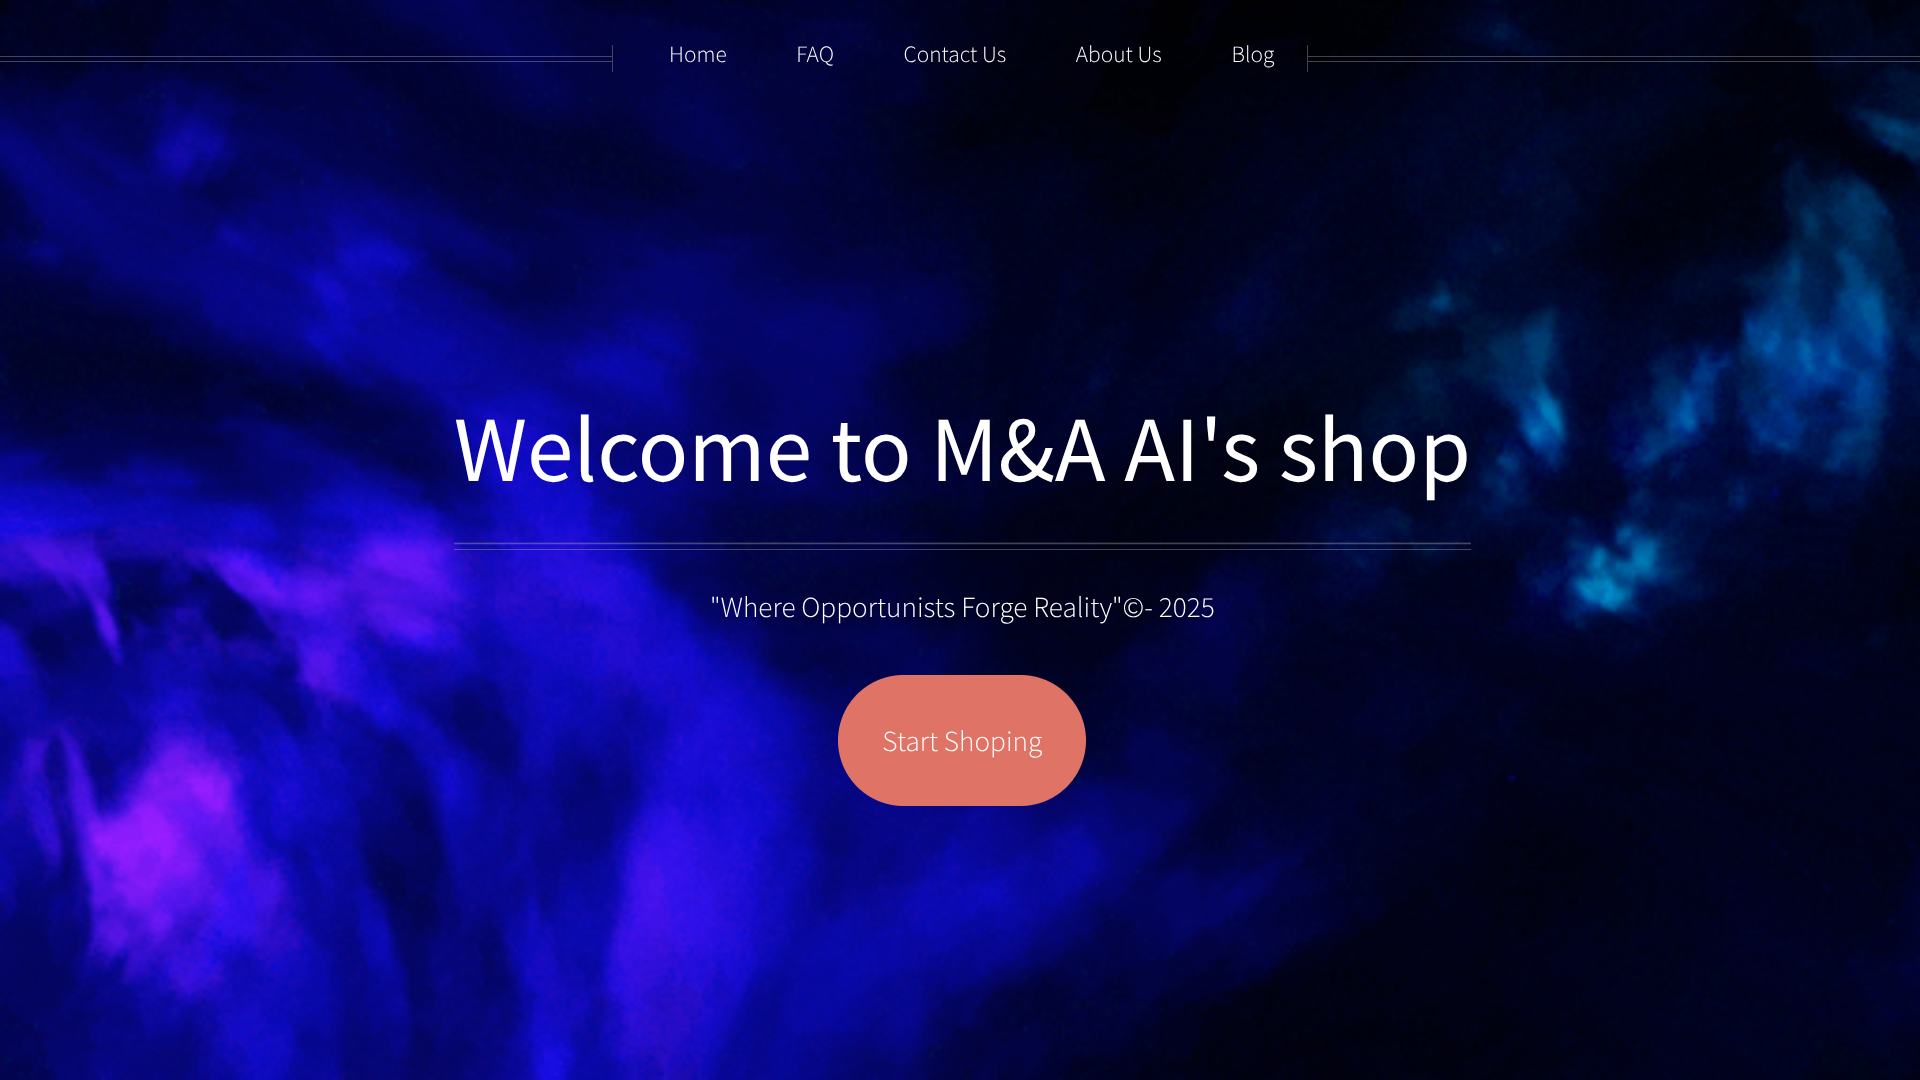 Home FAQ Contact Us About Us Blog
Welcome to M&A AI's shop
"Where Opportunists Forge Reality"©- 2025
Start Shoping